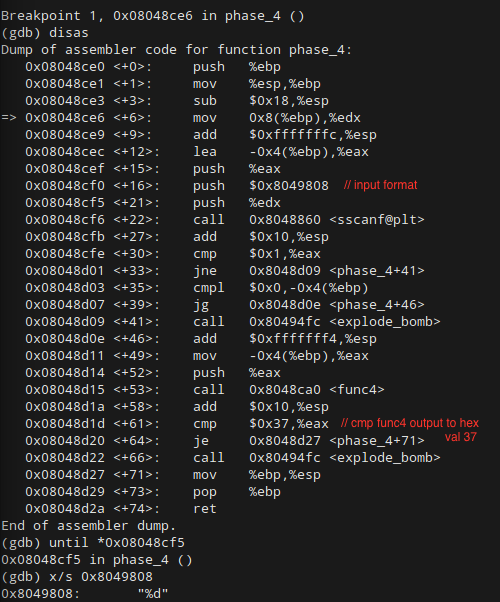 Breakpoint 1, 0x08048ce6 in phase_4 ()
(gdb) disas
Dump of assembler code for function phase_4:
   0x08048ce0 <+0>:     push   %ebp
   0x08048ce1 <+1>:     mov    %esp,%ebp
   0x08048ce3 <+3>:     sub    $0x18,%esp
=> 0x08048ce6 <+6>:     mov    0x8(%ebp),%edx
   0x08048ce9 <+9>:     add    $0xfffffffc,%esp
   0x08048cec <+12>:    lea    -0x4(%ebp),%eax
   0x08048cef <+15>:    push   %eax
   0x08048cf0 <+16>:    push   $0x8049808   // input format
   0x08048cf5 <+21>:    push   %edx
   0x08048cf6 <+22>:    call   0x8048860 <sscanf@plt>
   0x08048cfb <+27>:    add    $0x10,%esp
   0x08048cfe <+30>:    cmp    $0x1,%eax
   0x08048d01 <+33>:    jne    0x8048d09 <phase_4+41>
   0x08048d03 <+35>:    cmpl   $0x0,-0x4(%ebp)
   0x08048d07 <+39>:    jg     0x8048d0e <phase_4+46>
   0x08048d09 <+41>:    call   0x80494fc <explode_bomb>
   0x08048d0e <+46>:    add    $0xfffffff4,%esp
   0x08048d11 <+49>:    mov    -0x4(%ebp),%eax
   0x08048d14 <+52>:    push   %eax
   0x08048d15 <+53>:    call   0x8048ca0 <func4>
   0x08048d1a <+58>:    add    $0x10,%esp
   0x08048d1d <+61>:    cmp    $0x37,%eax   // cmp func4 output to hex
   0x08048d20 <+64>:    je     0x8048d27 <phase_4+71>   val 37
   0x08048d22 <+66>:    call   0x80494fc <explode_bomb>
   0x08048d27 <+71>:    mov    %ebp,%esp
   0x08048d29 <+73>:    pop    %ebp
   0x08048d2a <+74>:    ret
End of assembler dump.
(gdb) until *0x08048cf5
0x08048cf5 in phase_4 ()
(gdb) x/s 0x8049808
0x8049808:       "%d"